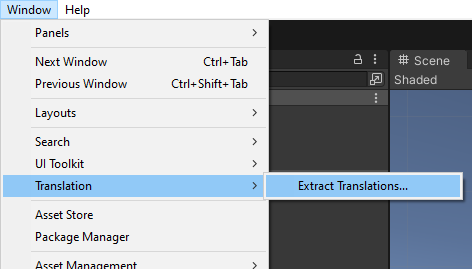 Window Help
Panels
Next Window Ctrl+Tab
Previous Window Ctrl+Shift+Tab
Layouts
Search
UI Toolkit
Translation Extract Translations...
Asset Store
Package Manager
Asset Management
Scene
Shaded